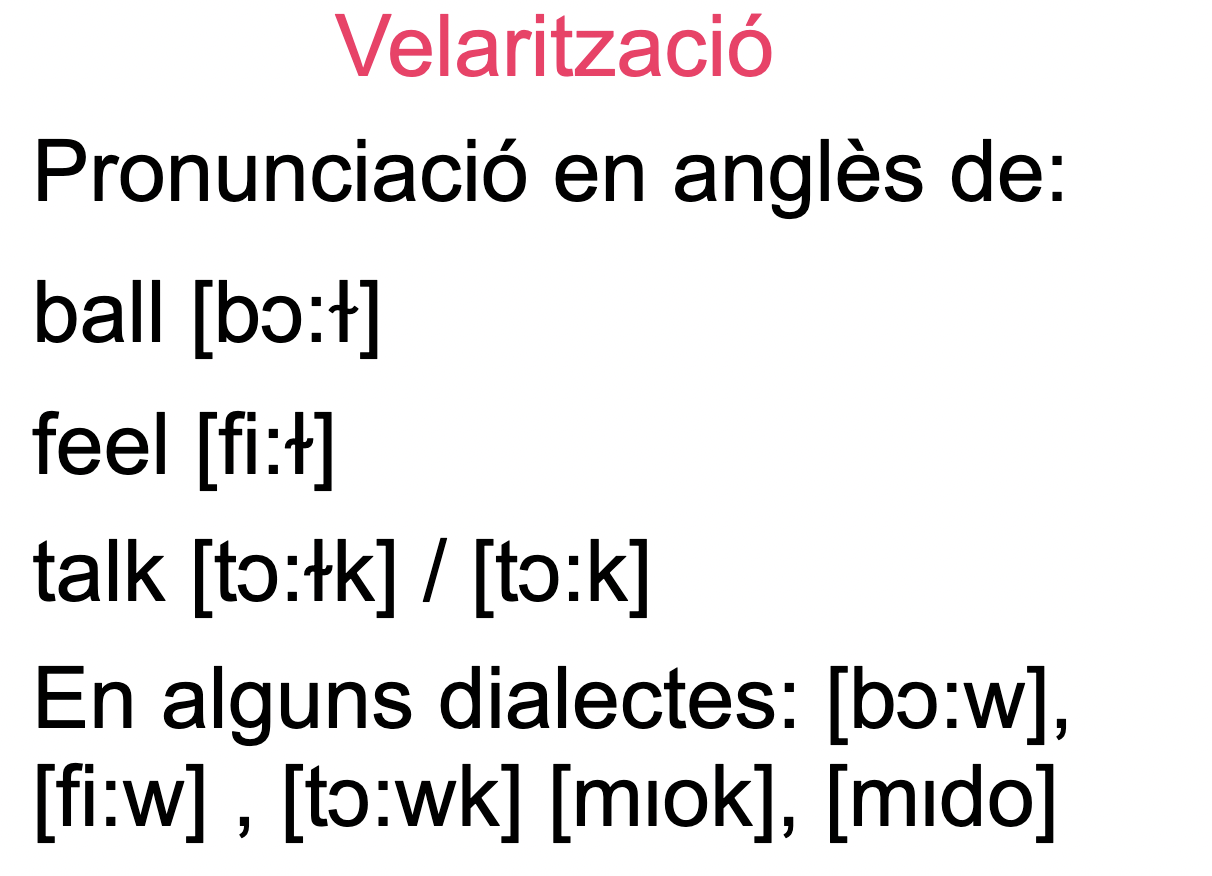 Velarització
Pronunciació en anglès de:
ball [bɔ:ɫ]
feel [fi:ɫ]
talk [tɔ:ɫk] / [tɔ:k]
En alguns dialectes: [bɔ:w],
[fi:w] , [tɔ:wk] [mıok], [mıdo]